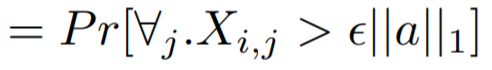 = Pr[∀_j.X_{i,j} > ϵ||a||_1]